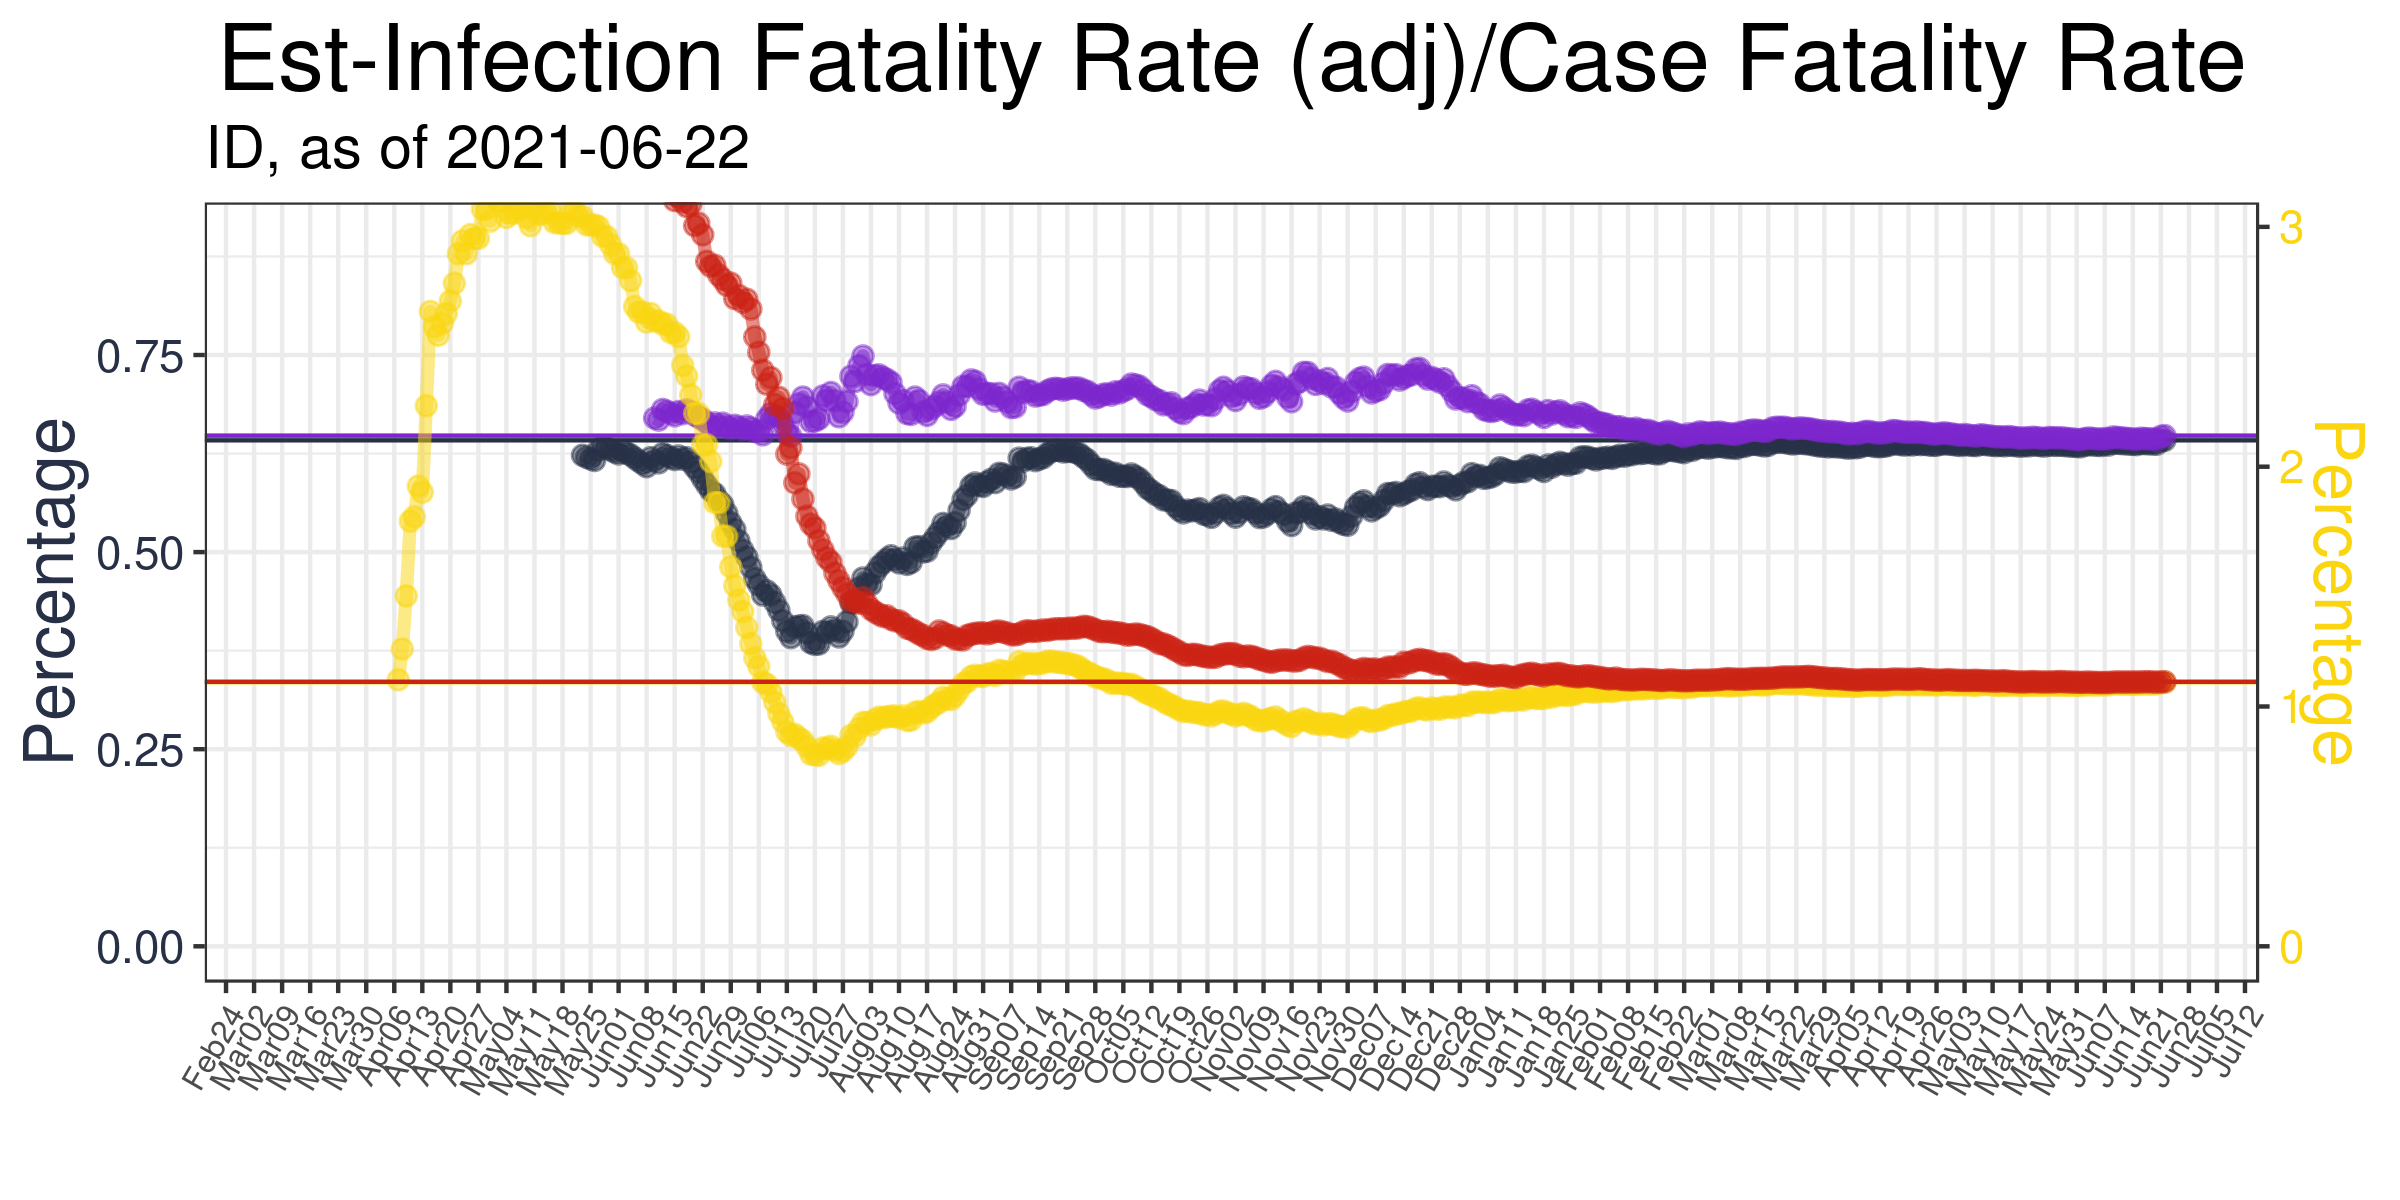 Est-Infection Fatality Rate (adj)/Case Fatality Rate
ID, as of 2021-06-22
Percentage
0.75
0.50
0.25
0.00
3
2
1
0
Percentage
Feb24
Mar02
Mar09
Mar16
Mar23
Mar30
Apr06
Apr13
Apr20
Apr27
May04
May11
May18
May25
Jun01
Jun08
Jun15
Jun22
Jun29
Jul06
Jul13
Jul20
Jul27
Aug03
Aug10
Aug17
Aug24
Aug31
Sep07
Sep14
Sep21
Sep28
Oct05
Oct12
Oct19
Oct26
Nov02
Nov09
Nov16
Nov23
Nov30
Dec07
Dec14
Dec21
Dec28
Jan04
Jan11
Jan18
Jan25
Feb01
Feb08
Feb15
Feb22
Mar01
Mar08
Mar15
Mar22
Mar29
Apr05
Apr12
Apr19
Apr26
May03
May10
May17
May24
May31
Jun07
Jun14
Jun21
Jun28
Jul05
Jul12